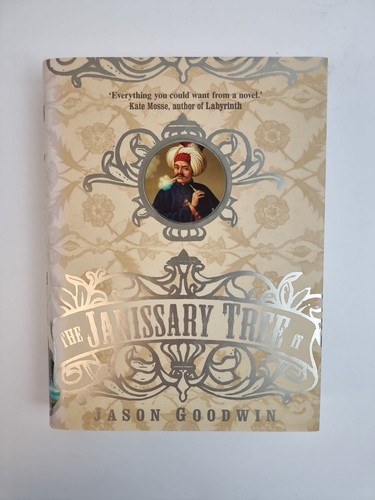 ‘Everything you could want from a novel.’
Kate Mosse, author of Labyrinth
THE JANISSARY TREE
JASON GOODWIN